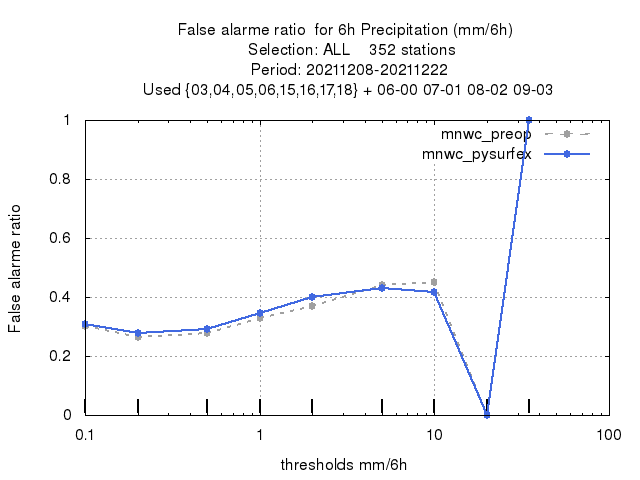 False alarme ratio  for 6h Precipitation (mm/6h)
Selection: ALL    352 stations
Period: 20211208-20211222
Used {03,04,05,06,15,16,17,18} + 06-00 07-01 08-02 09-03
mnwc_preop
mnwc_pysurfex
1
0.8
0.6
0.4
0.2
0
False alarme ratio
0.1
1
10
100
thresholds mm/6h